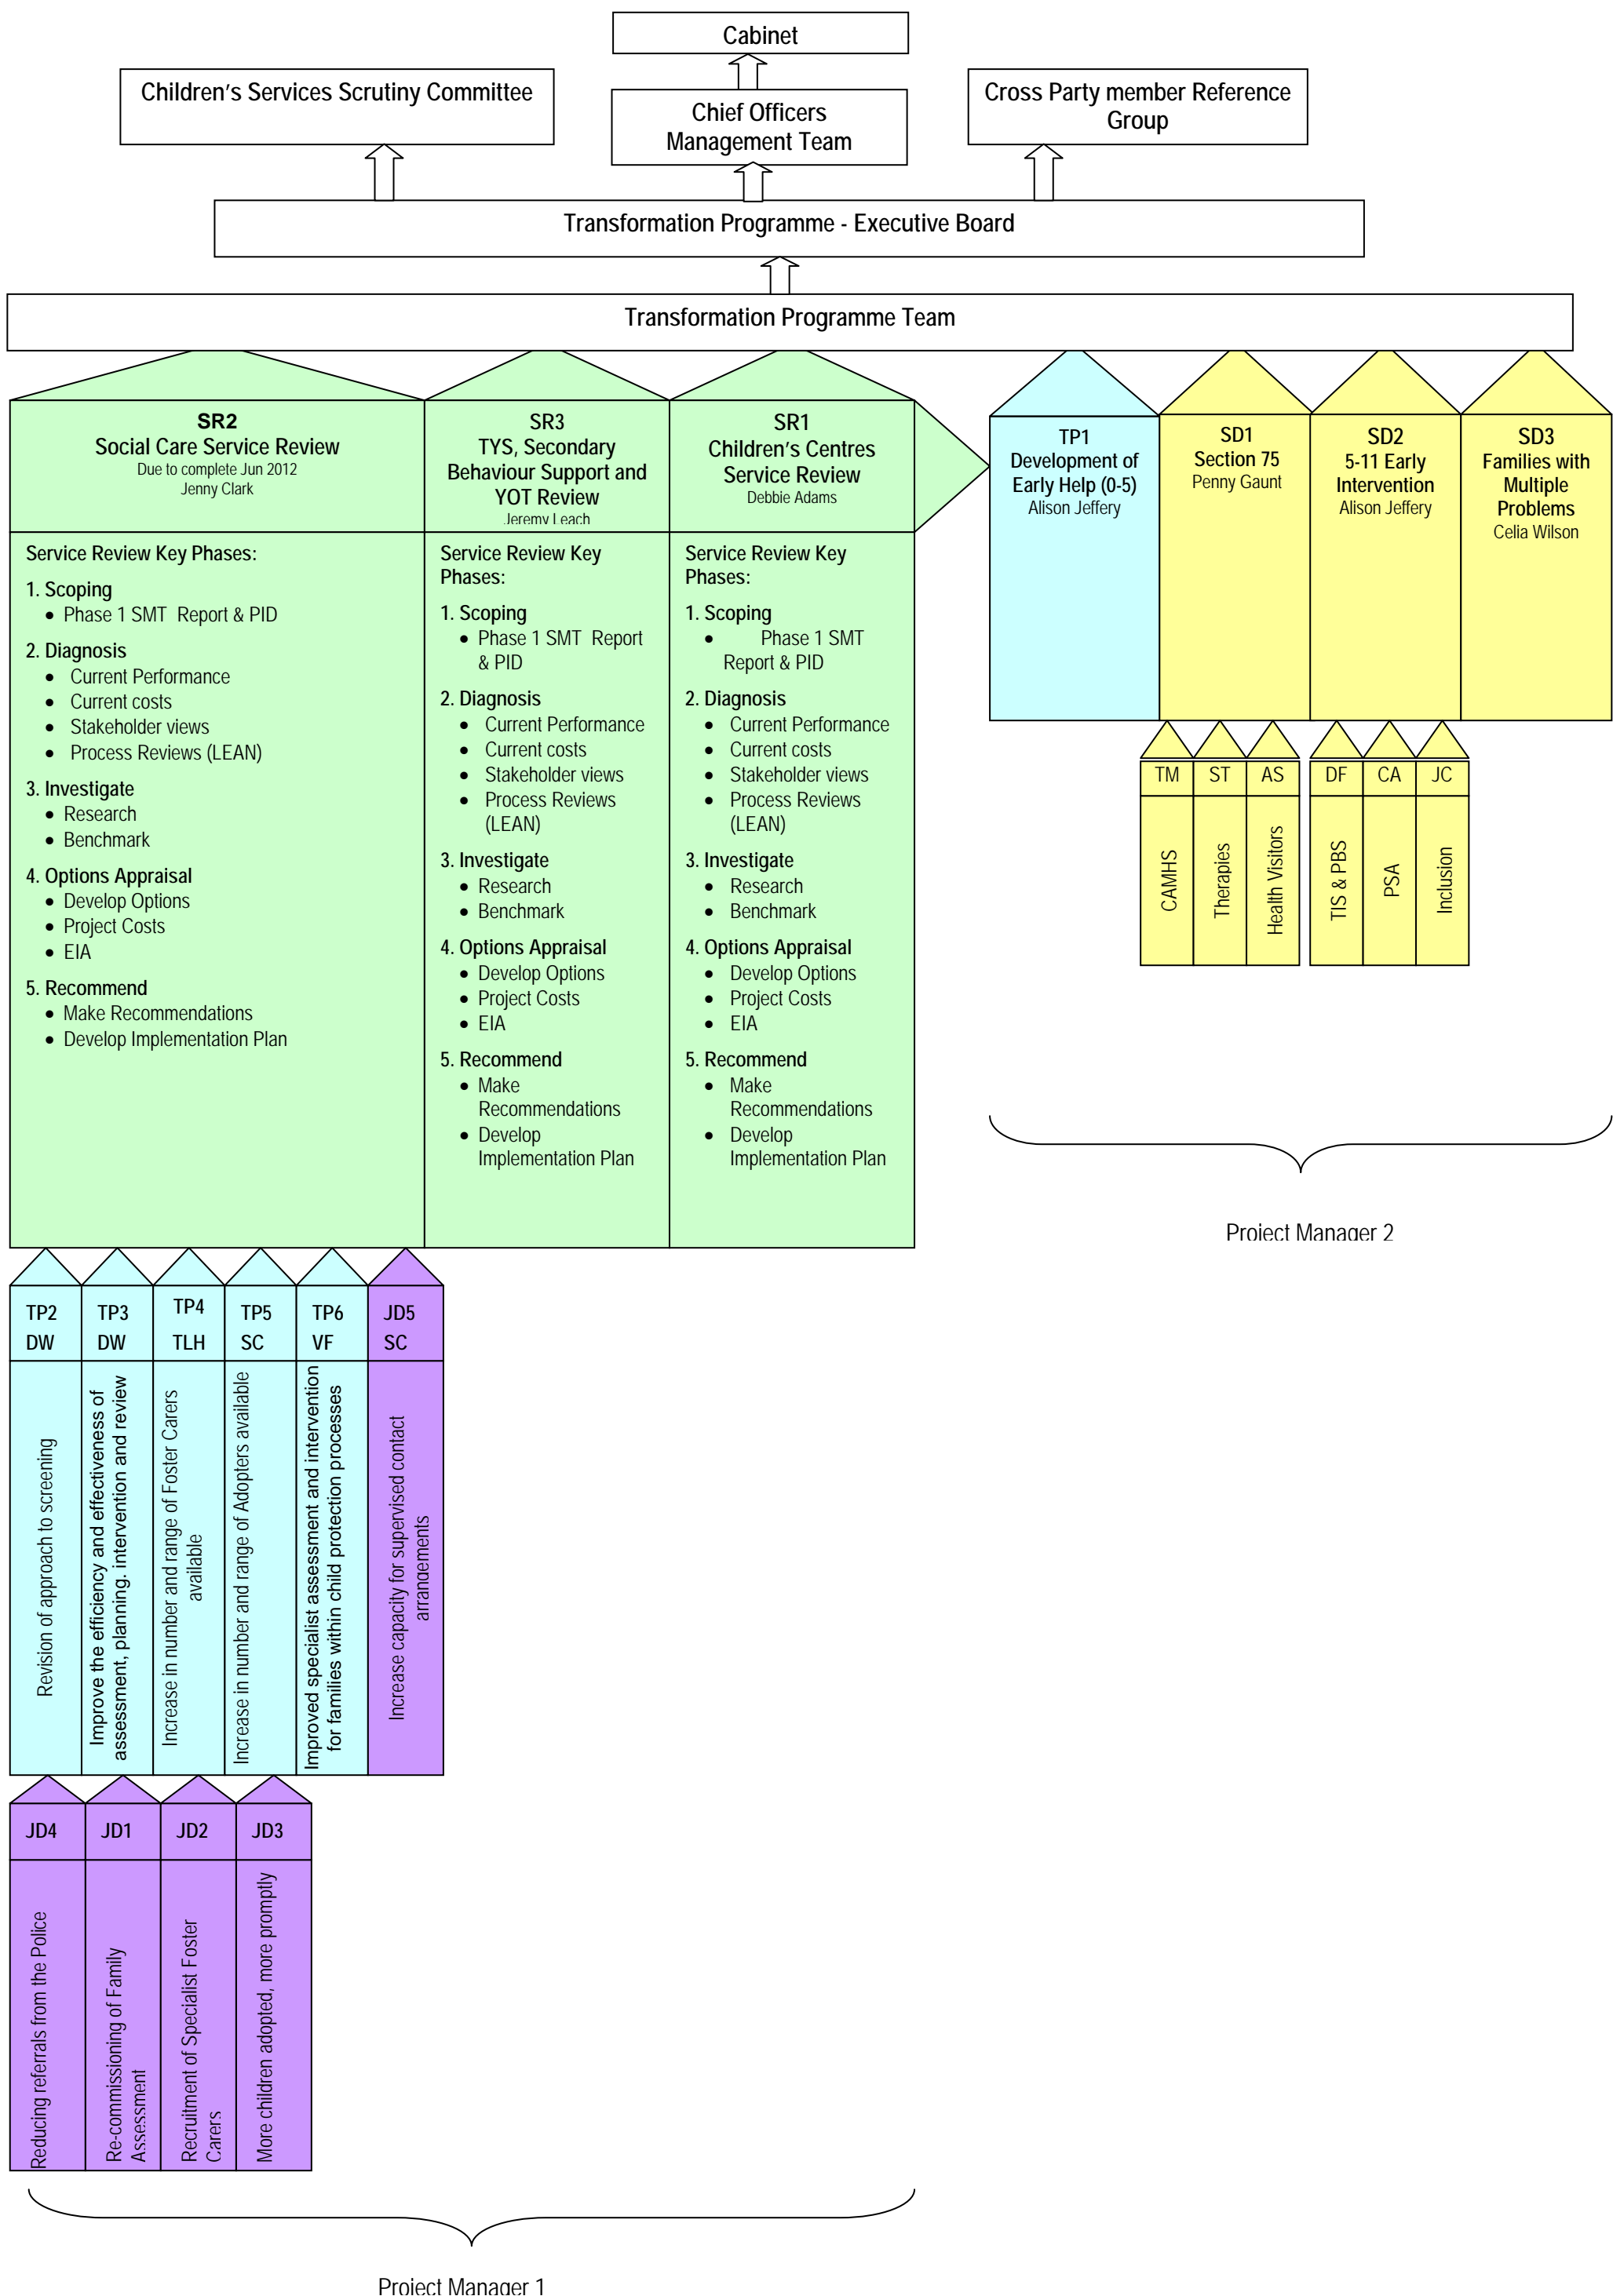 Cabinet
Children's Services Scrutiny Committee
Chief Officers
Management Team
Cross Party member Reference
Group
Transformation Programme - Executive Board
Transformation Programme Team
SR2
Social Care Service Review
Due to complete Jun 2012
Jenny Clark
SR3
TYS, Secondary
Behaviour Support and
YOT Review
Jeremy Leach
SR1
Children's Centres
Service Review
Debbie Adams
TP1
Development of
Early Help (0-5)
Alison Jeffery
SD1
Section 75
Penny Gaunt
SD2
5-11 Early
Intervention
Alison Jeffery
SD3
Families with
Multiple
Problems
Celia Wilson
Service Review Key Phases:
1. Scoping
• Phase 1 SMT Report & PID
2. Diagnosis
• Current Performance
• Current costs
• Stakeholder views
• Process Reviews (LEAN)
3. Investigate
• Research
• Benchmark
4. Options Appraisal
• Develop Options
• Project Costs
• EIA
5. Recommend
• Make Recommendations
• Develop Implementation Plan
Service Review Key
Phases:
1. Scoping
• Phase 1 SMT Report
& PID
2. Diagnosis
• Current Performance
• Current costs
• Stakeholder views
• Process Reviews
(LEAN)
3. Investigate
• Research
• Benchmark
4. Options Appraisal
• Develop Options
• Project Costs
• EIA
5. Recommend
• Make
Recommendations
• Develop
Implementation Plan
Service Review Key
Phases:
1. Scoping
• Phase 1 SMT
Report & PID
2. Diagnosis
• Current Performance
• Current costs
• Stakeholder views
• Process Reviews
(LEAN)
3. Investigate
• Research
• Benchmark
4. Options Appraisal
• Develop Options
• Project Costs
• EIA
5. Recommend
• Make
Recommendations
• Develop
Implementation Plan
TM
CAMHS
ST
Therapies
AS
Health Visitors
DF
TIS & PBS
CA
PSA
JC
Inclusion
Project Manager 2
TP2
DW
Revision of approach to screening
TP3
DW
Improve the efficiency and effectiveness of
assessment, planning. intervention and review
TP4
TLH
Increase in number and range of Foster Carers
available
TP5
SC
Increase in number and range of Adopters available
TP6
VF
Improved specialist assessment and intervention
for families within child protection processes
JD5
SC
Increase capacity for supervised contact
arrangements
JD4
Reducing referrals from the Police
JD1
Re-commissioning of Family
Assessment
JD2
Recruitment of Specialist Foster
Carers
JD3
More children adopted, more promptly
Project Manager 1